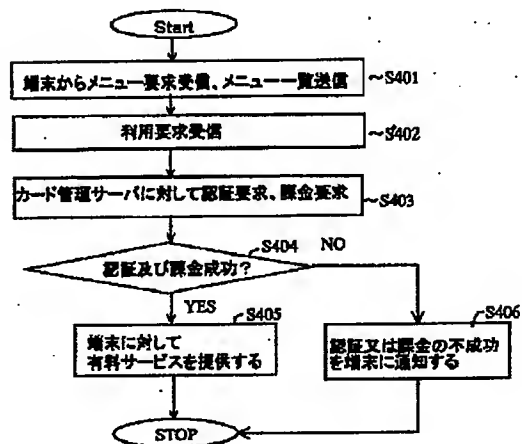 Start
端末からメニュー要求受信、メニュー一覧送信
~S401
利用要求受信
~S402
カード管理サーバに対して認証要求、課金要求
~S403
S404
認証及び課金成功?
NO
YES
S405
端末に対して
有料サービスを提供する
S406
認証又は課金の不成功
を端末に通知する
STOP